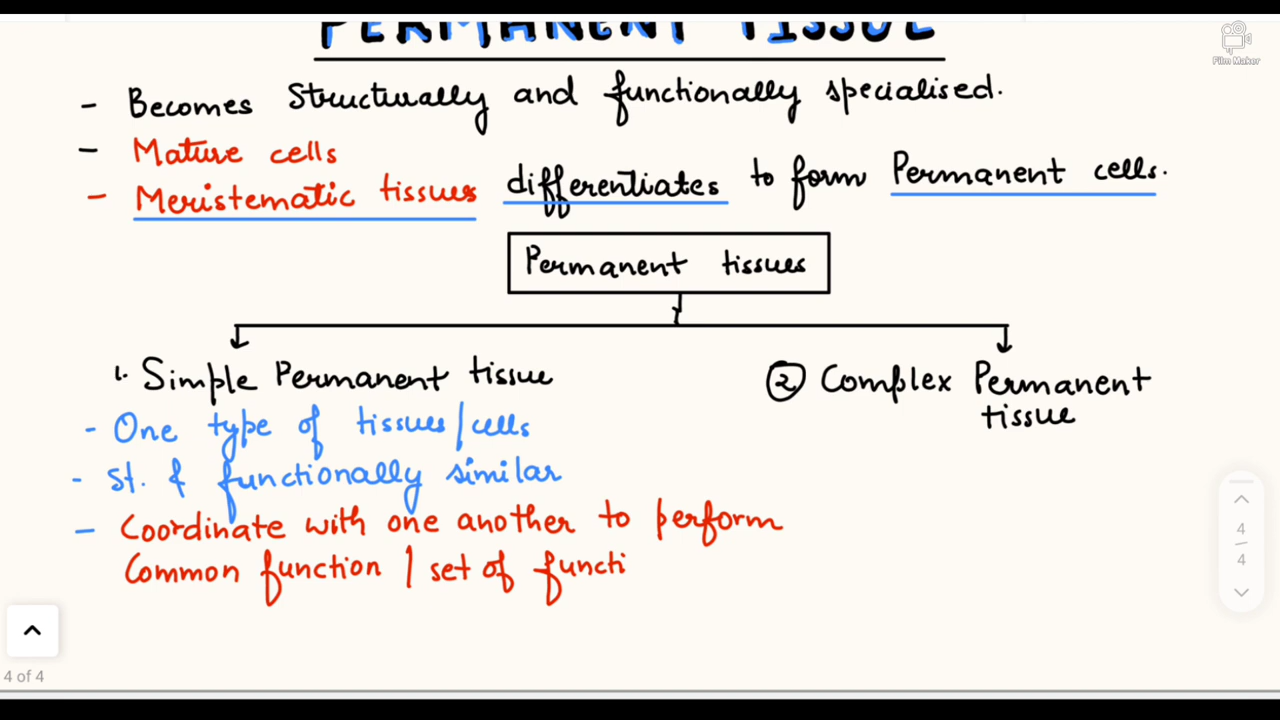 PERMANENT TISSUE
Film Maker
- Becomes Structurally and functionally specialised.
- Mature cells
- Meristematic tissues differentiates to form Permanent cells.
Permanent tissues
1. Simple Permanent tissue
② Complex Permanent
tissue
- One type of tissues/cells
- St. & functionally similar
- Coordinate with one another to perform
Common function / set of functi
4
4
4 of 4